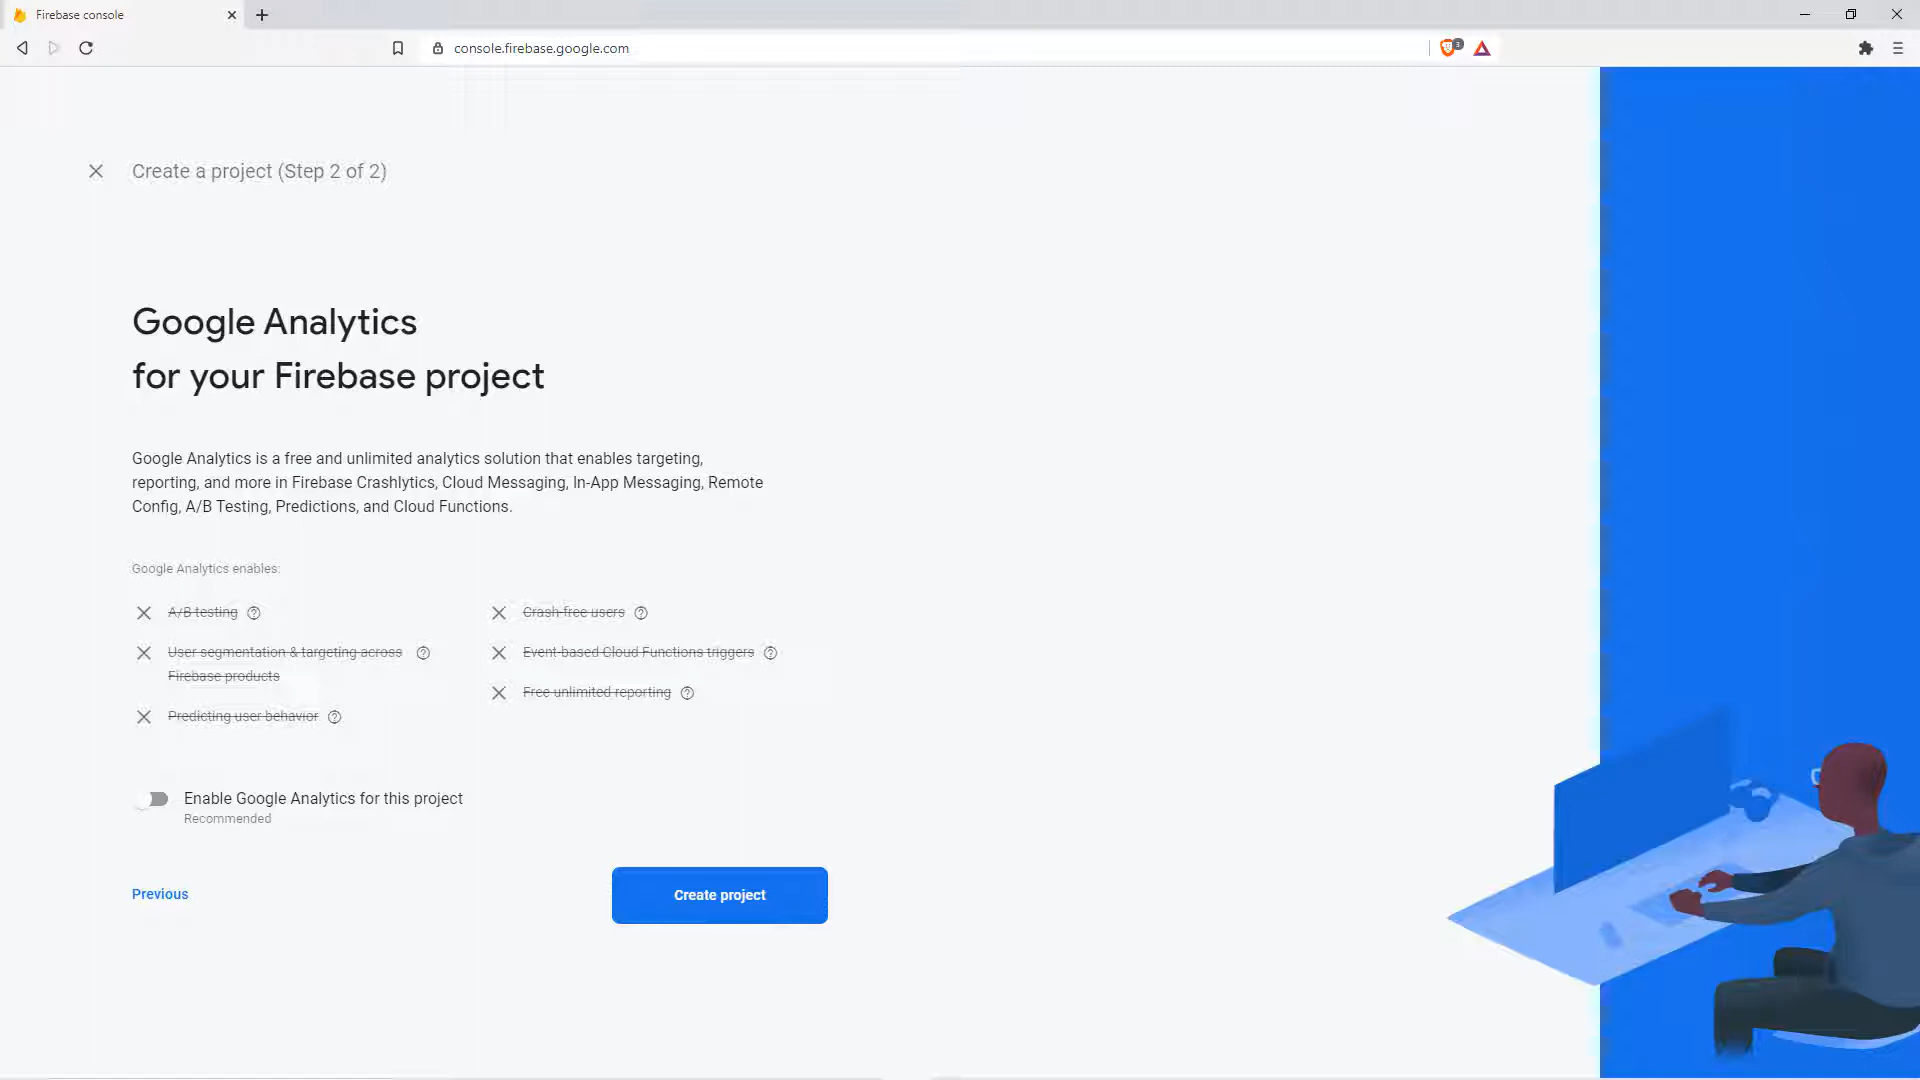 Firebase console
console.firebase.google.com
3
Create a project (Step 2 of 2)
Google Analytics
for your Firebase project
Google Analytics is a free and unlimited analytics solution that enables targeting,
reporting, and more in Firebase Crashlytics, Cloud Messaging, In-App Messaging, Remote
Config, A/B Testing, Predictions, and Cloud Functions.
Google Analytics enables:
A/B testing
User segmentation & targeting across
Firebase products
Predicting user behavior
Crash-free users
Event-based Cloud Functions triggers
Free unlimited reporting
Enable Google Analytics for this project
Recommended
Previous
Create project